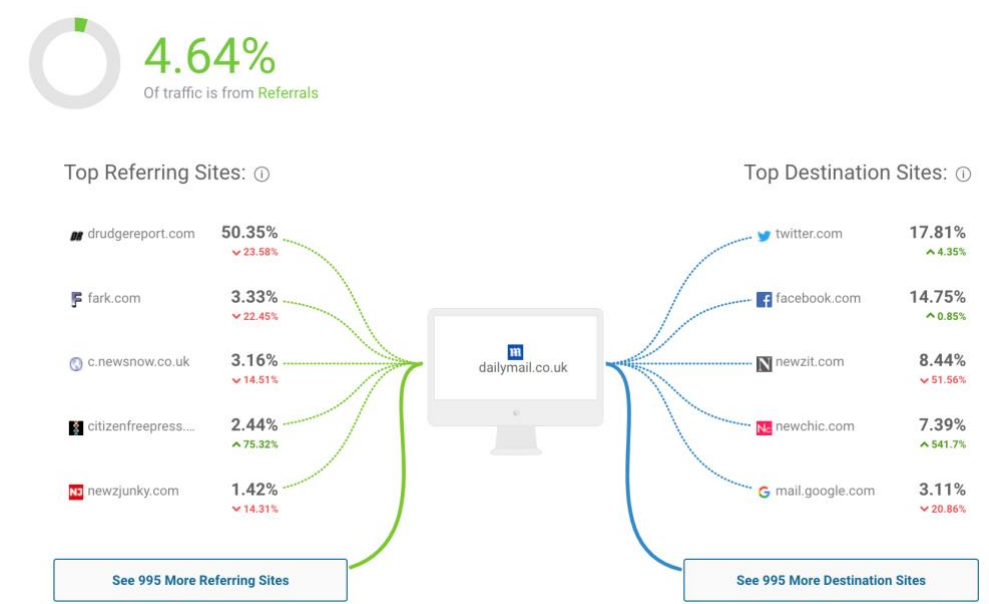 4.64%
Of traffic is from Referrals
Top Referring Sites:
drudgereport.com 50.35%
23.58%
fark.com 3.33%
22.45%
c.newsnow.co.uk 3.16%
14.51%
citizenfreepress.... 2.44%
75.32%
N3 newzjunky.com 1.42%
14.31%
See 995 More Referring Sites
m
dailymail.co.uk
Top Destination Sites:
twitter.com 17.81%
4.35%
facebook.com 14.75%
0.85%
newzit.com 8.44%
51.56%
Nc newchic.com 7.39%
541.7%
mail.google.com 3.11%
20.86%
See 995 More Destination Sites